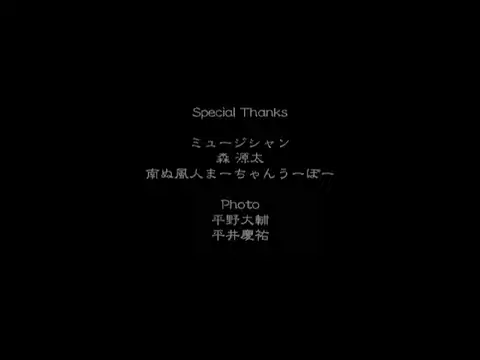 Special Thanks
ミュージシャン
森 源太
南ぬ風人まーちゃんうーぽー
Photo
平野大輔
平井慶祐